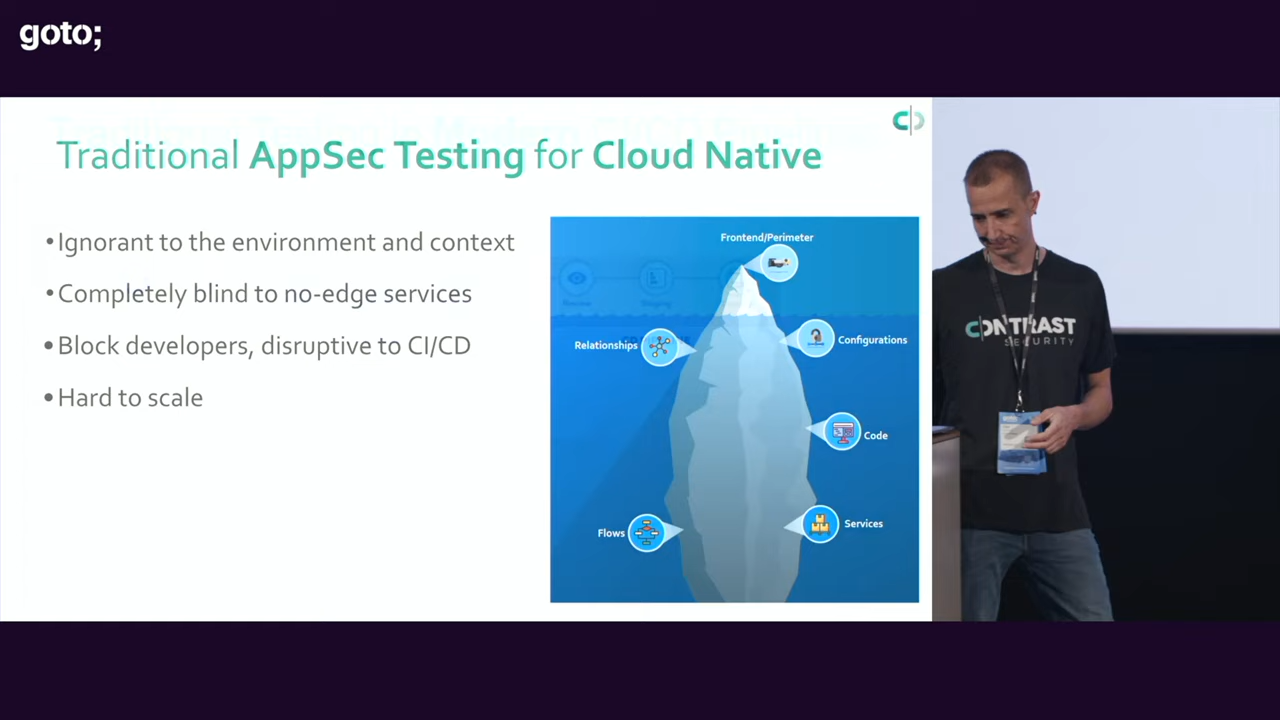 goto;
Traditional AppSec Testing for Cloud Native
•Ignorant to the environment and context
•Completely blind to no-edge services
•Block developers, disruptive to CI/CD
•Hard to scale
Frontend/Perimeter
Relationships
Configurations
Code
Flows
Services
CONTRAST
SECURITY